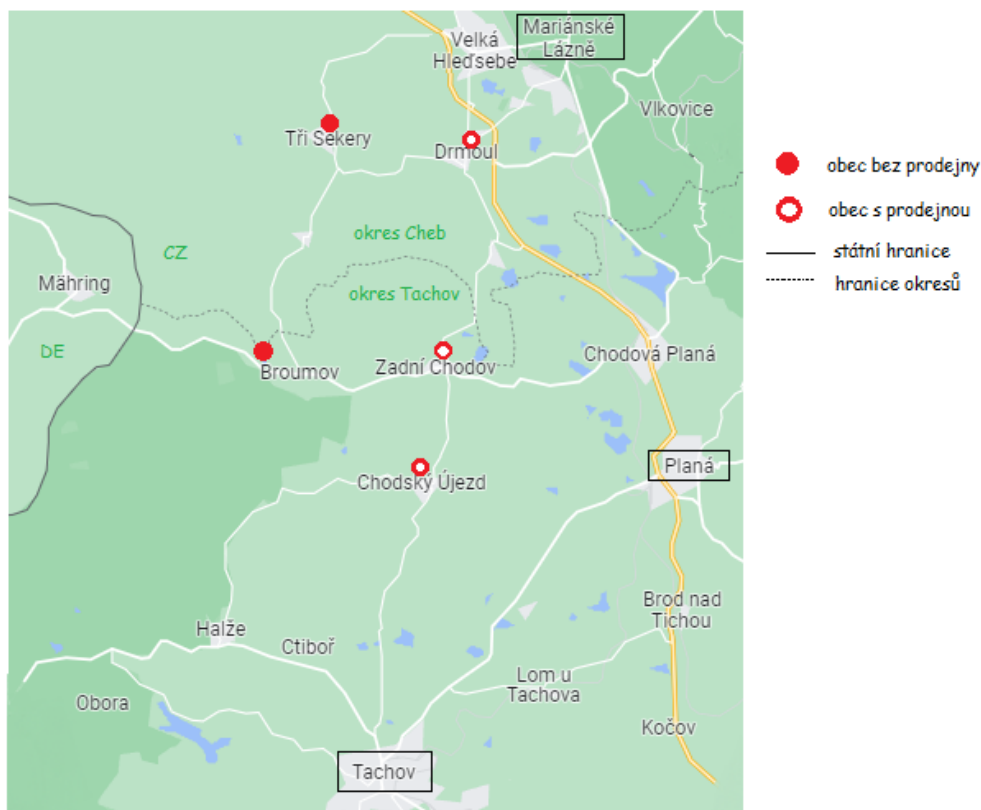 Velká
Hleďsebe
Mariánské
Lázně
Vlkovice
Tři Sekery
Drmoul
okres Cheb
CZ
Mähring
okres Tachov
DE
Broumov
Zadní Chodov
Chodová Planá
Chodský Újezd
Planá
Brod nad
Tichou
Halže
Ctiboř
Lom u
Tachova
Obora
Kočov
Tachov
obec bez prodejny
obec s prodejnou
státní hranice
hranice okresů